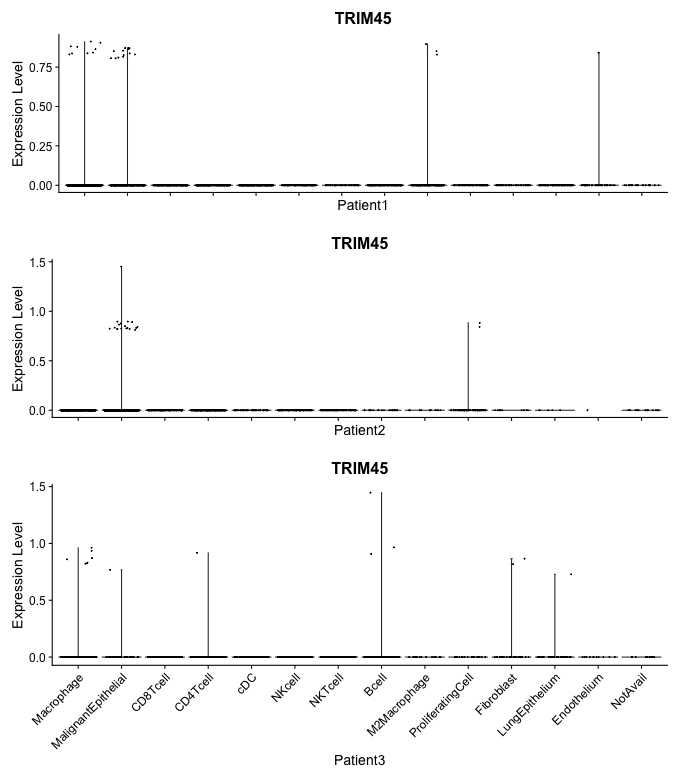 TRIM45
Expression Level
0.75
0.50
0.25
0.00
Patient1
TRIM45
Expression Level
1.5
1.0
0.5
0.0
Patient2
TRIM45
Expression Level
1.5
1.0
0.5
0.0
Macrophage
MalignantEpithelial
CD8Tcell
CD4Tcell
cDC
NKcell
NKTcell
Bcell
M2Macrophage
ProliferatingCell
Fibroblast
LungEpithelium
Endothelium
NotAvail
Patient3